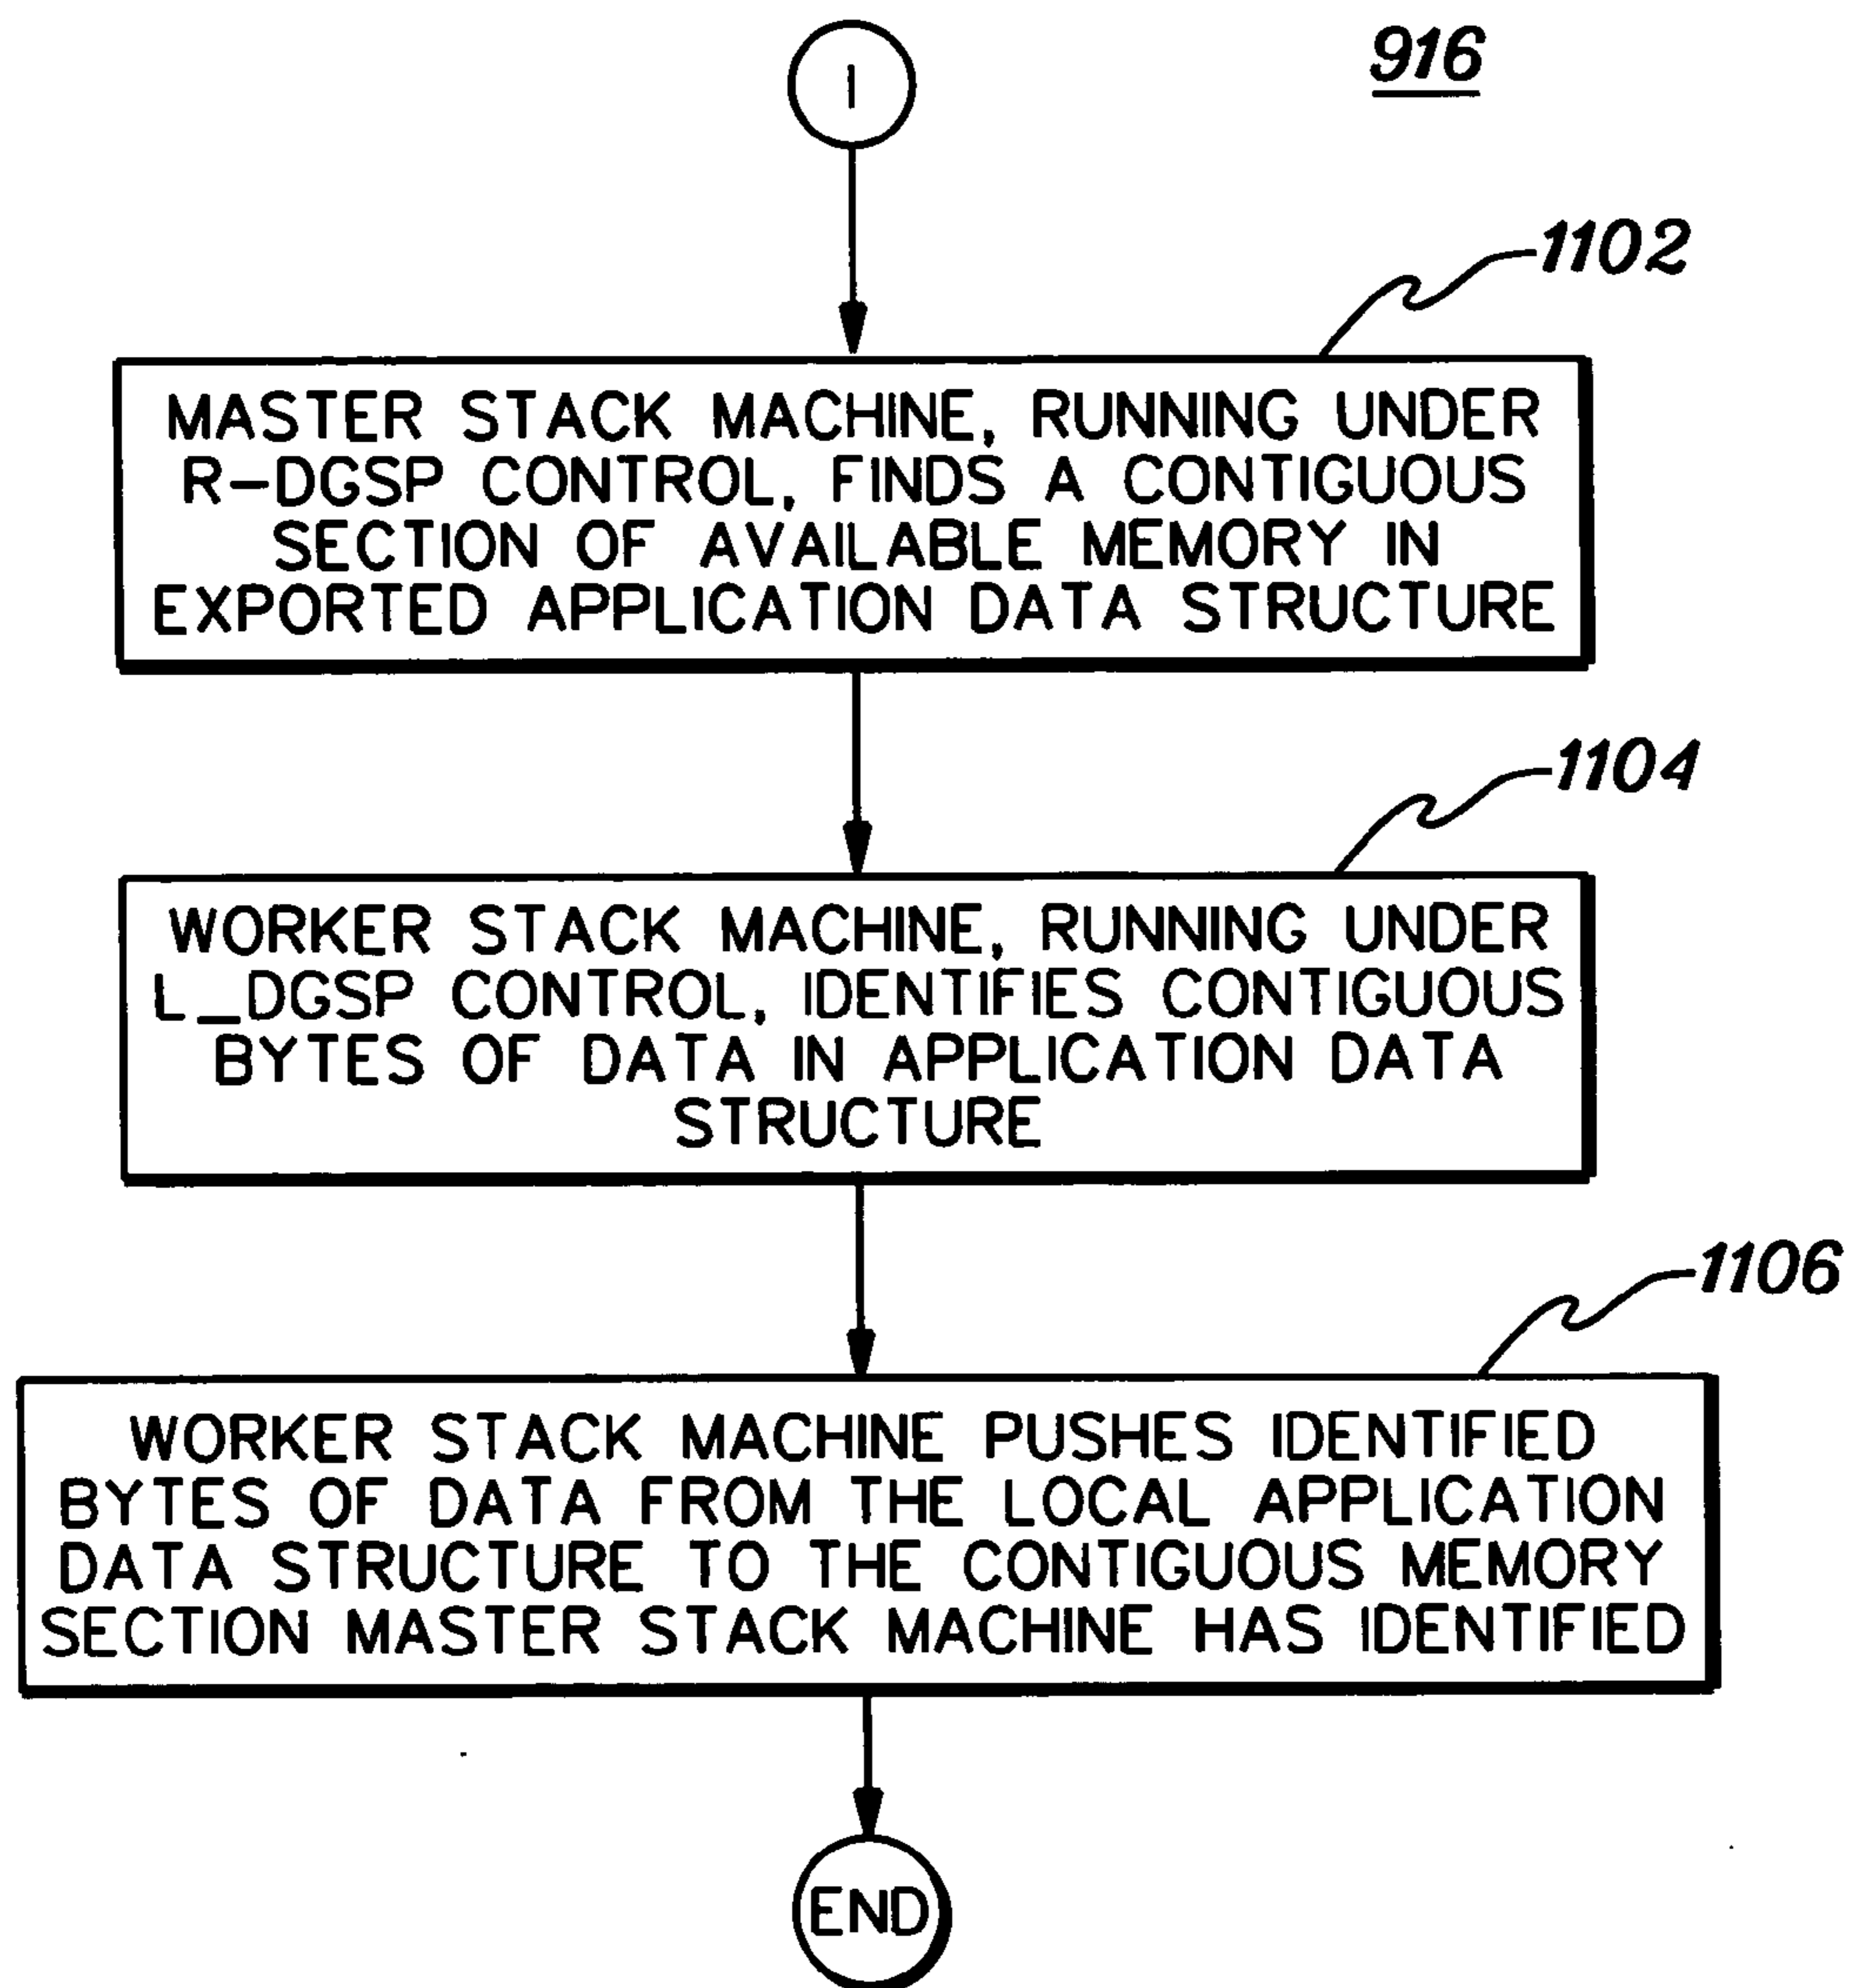 I
916
1102
MASTER STACK MACHINE, RUNNING UNDER
R-DGSP CONTROL, FINDS A CONTIGUOUS
SECTION OF AVAILABLE MEMORY IN
EXPORTED APPLICATION DATA STRUCTURE
1104
WORKER STACK MACHINE, RUNNING UNDER
L_DGSP CONTROL, IDENTIFIES CONTIGUOUS
BYTES OF DATA IN APPLICATION DATA
STRUCTURE
1106
WORKER STACK MACHINE PUSHES IDENTIFIED
BYTES OF DATA FROM THE LOCAL APPLICATION
DATA STRUCTURE TO THE CONTIGUOUS MEMORY
SECTION MASTER STACK MACHINE HAS IDENTIFIED
END